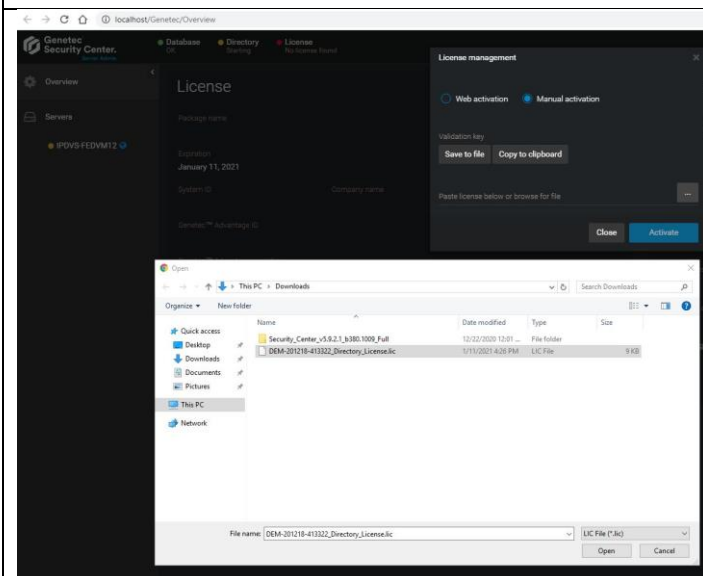 localhost/Genetec/Overview
Genetec
Security Center.
Server Admin
Database
OK
Directory
Starting
License
No license found
Overview
Servers
IPDVS-FEDVM12
License
Package name
Expiration
January 11, 2021
System ID
Company name
Genetec™ Advantage ID
License management
Web activation
Manual activation
Validation key
Save to file
Copy to clipboard
Paste license below or browse for file
...
Close
Activate
Open
This PC > Downloads
Search Downloads
Organize
New folder
Name
Date modified
Type
Size
Quick access
Desktop
Downloads
Documents
Pictures
This PC
Network
Security_Center_v5.9.2.1_b380.1009_Full
12/22/2020 12:01 ...
File folder
DEM-201218-413322_Directory_License.lic
1/11/2021 4:26 PM
LIC File
9 KB
File name:
DEM-201218-413322_Directory_License.lic
LIC File (*.lic)
Open
Cancel